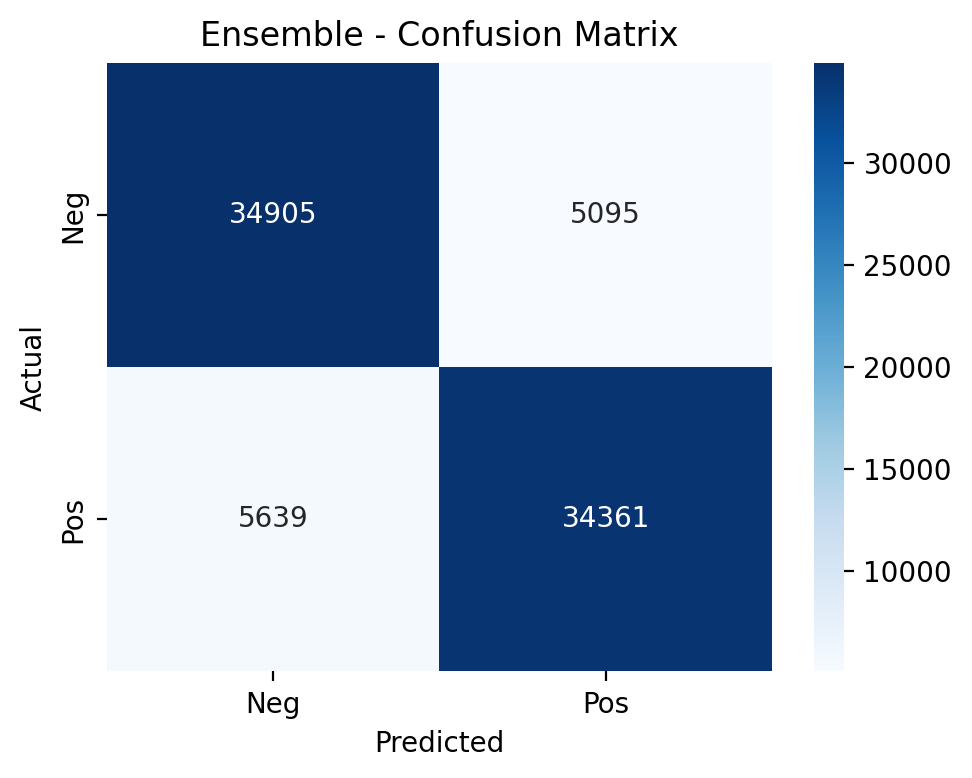 Ensemble - Confusion Matrix
Actual
Neg
34905 5095
Pos
5639 34361
Neg Pos
Predicted
30000
25000
20000
15000
10000